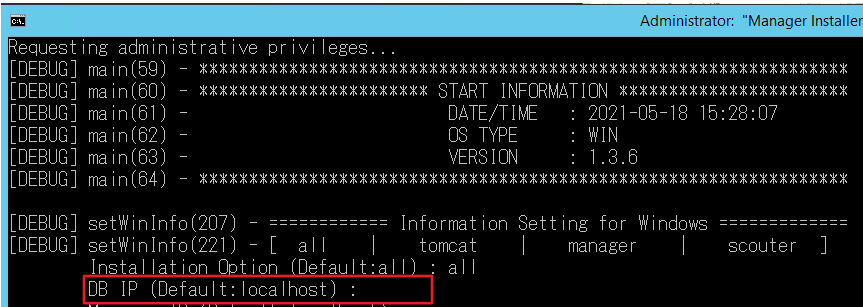 Administrator: "Manager Installer
Requesting administrative privileges...
[DEBUG] main(59) - *****************************************************************
[DEBUG] main(60) - *********************** START INFORMATION ***********************
[DEBUG] main(61) - DATE/TIME : 2021-05-18 15:28:07
[DEBUG] main(62) - OS TYPE : WIN
[DEBUG] main(63) - VERSION : 1.3.6
[DEBUG] main(64) - *****************************************************************
[DEBUG] setWinInfo(207) - ============ Information Setting for Windows =============
[DEBUG] setWinInfo(221) - [ all | tomcat | manager | scouter ]
Installation Option (Default:all) : all
DB IP (Default:localhost) :